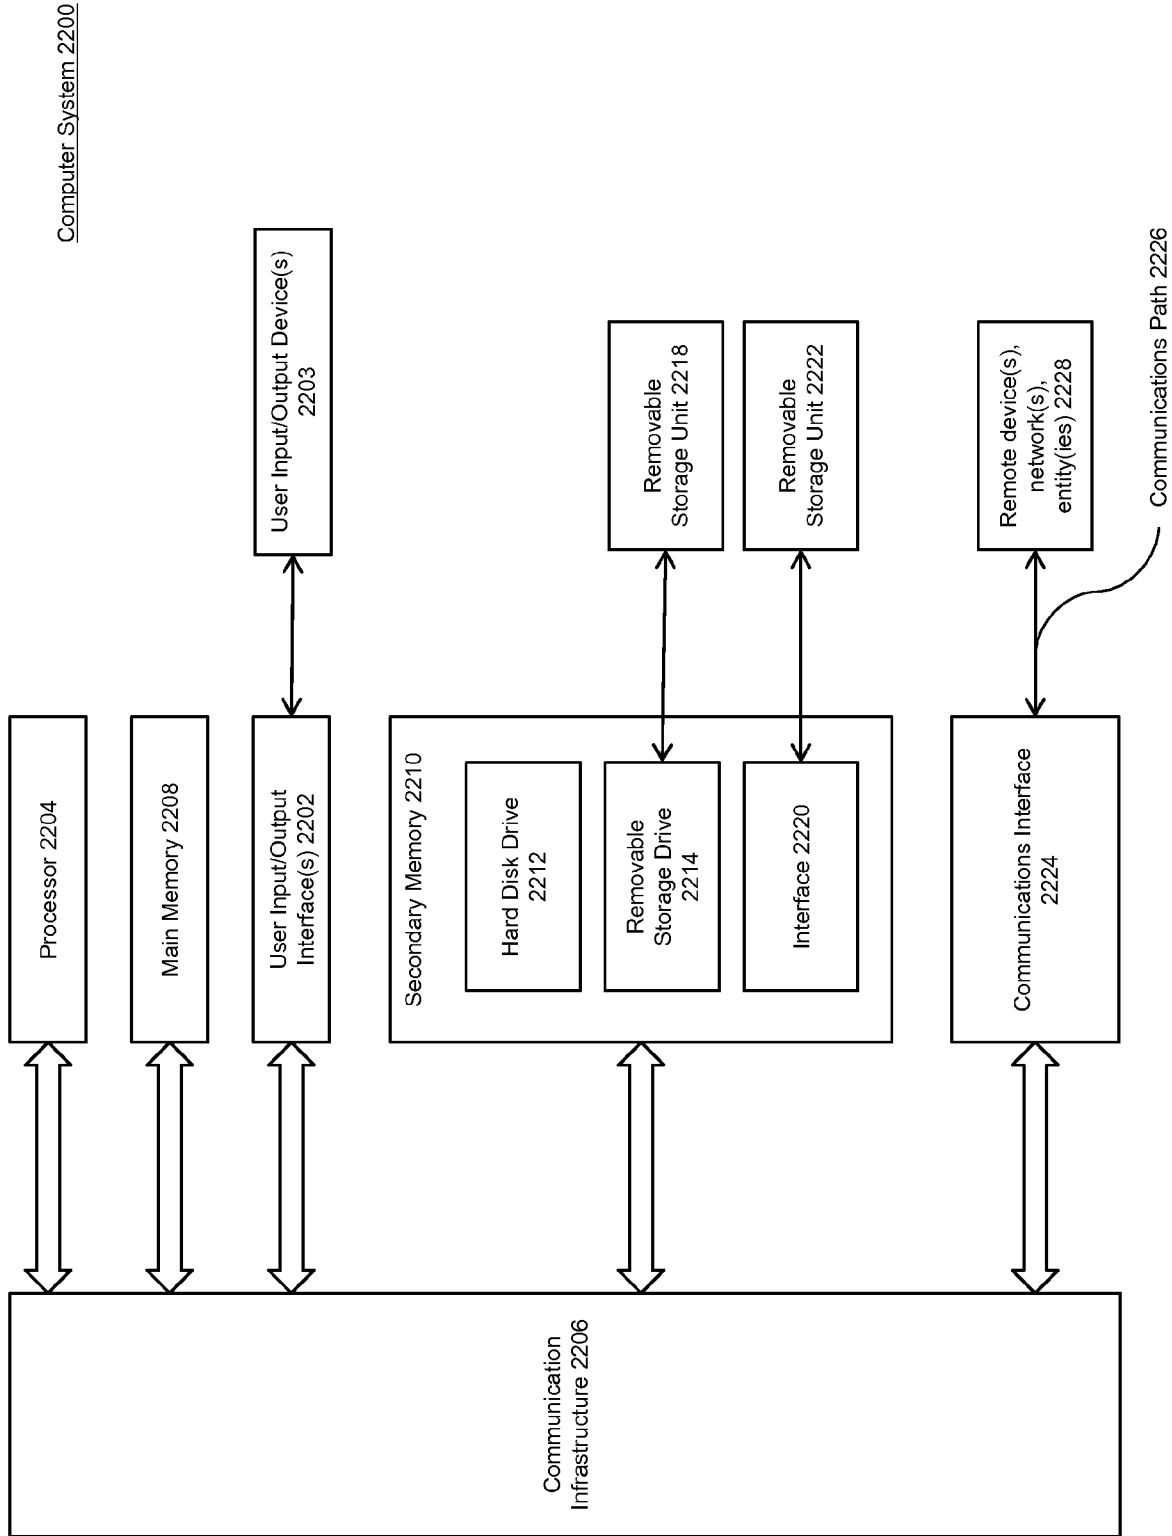 Computer System 2200
Processor 2204
Main Memory 2208
User Input/Output
Interface(s) 2202
User Input/Output Device(s)
2203
Communication
Infrastructure 2206
Secondary Memory 2210
Hard Disk Drive
2212
Removable
Storage Drive
2214
Removable
Storage Unit 2218
Interface 2220
Removable
Storage Unit 2222
Communications Interface
2224
Remote device(s),
network(s),
entity(ies) 2228
Communications Path 2226